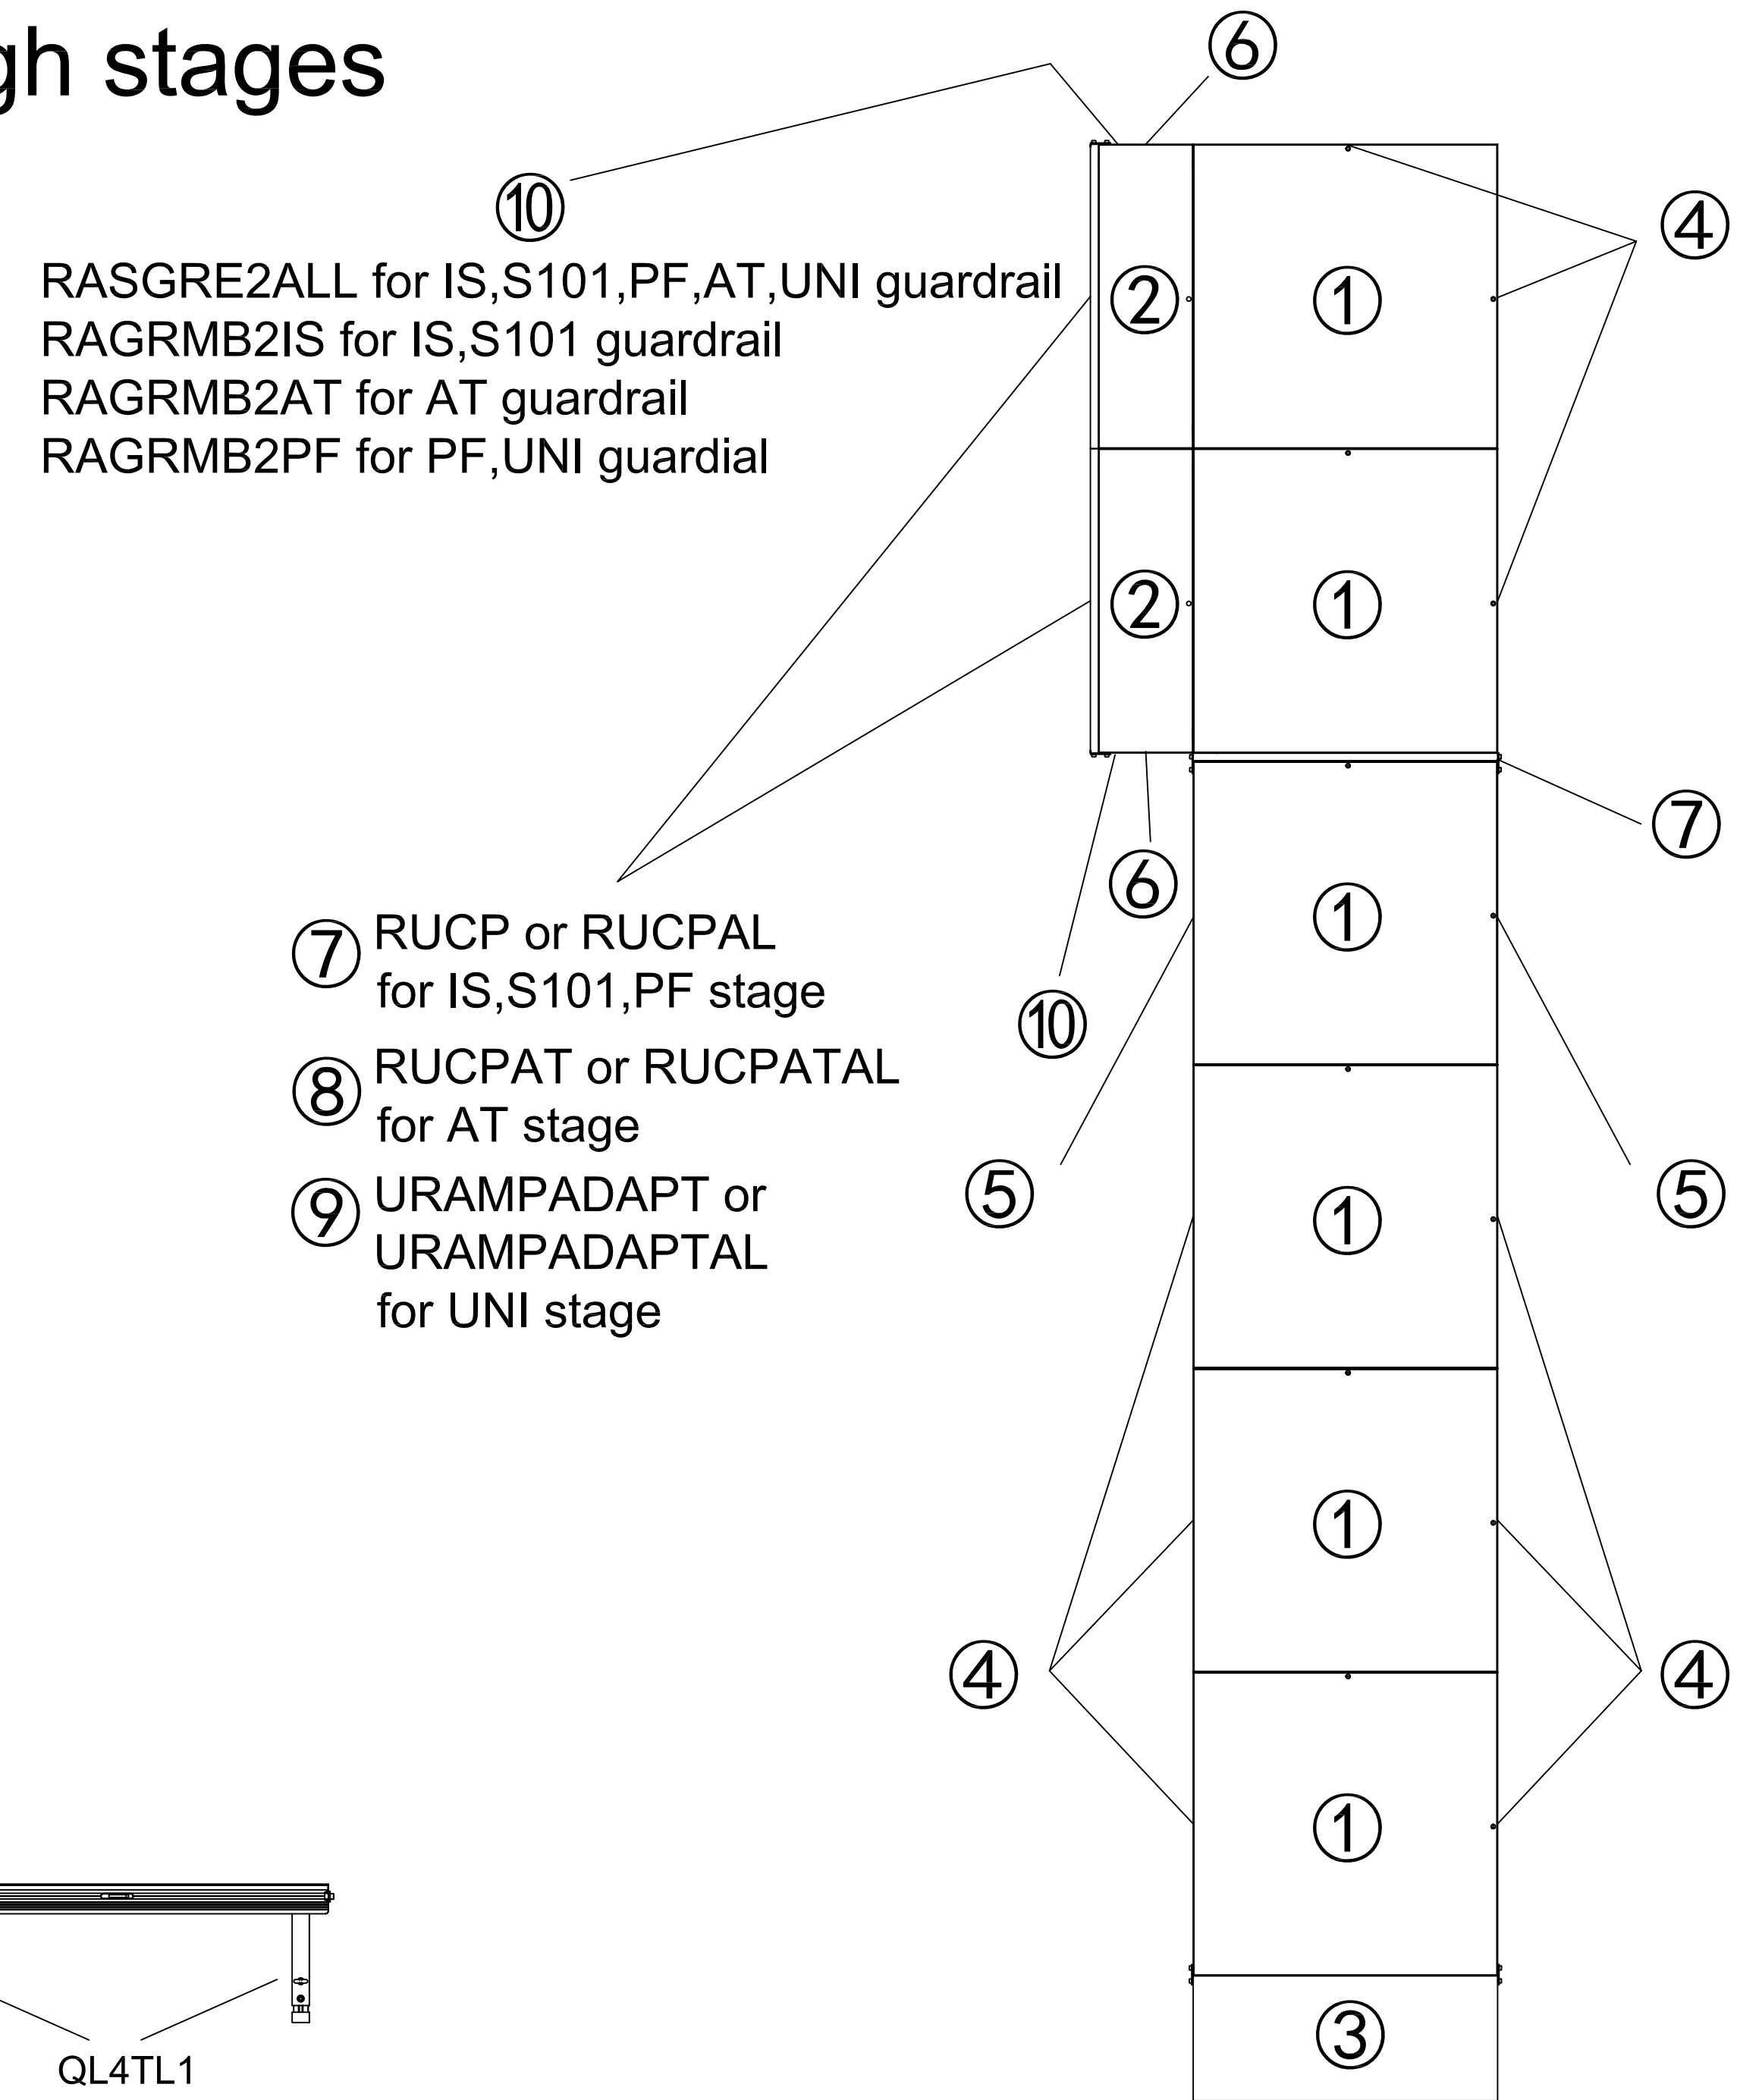 gh stages
⑥
⑩
④
RASGRE2ALL for IS,S101,PF,AT,UNI guardrail
RAGRMB2IS for IS,S101 guardrail
RAGRMB2AT for AT guardrail
RAGRMB2PF for PF,UNI guardial
② ①
② ①
⑦
⑥
①
⑦ RUCP or RUCPAL
for IS,S101,PF stage
⑩
⑧ RUCPAT or RUCPATAL
for AT stage
⑤ ① ⑤
⑨ URAMPADAPT or
URAMPADAPTAL
for UNI stage
①
④ ④
①
③
QL4TL1